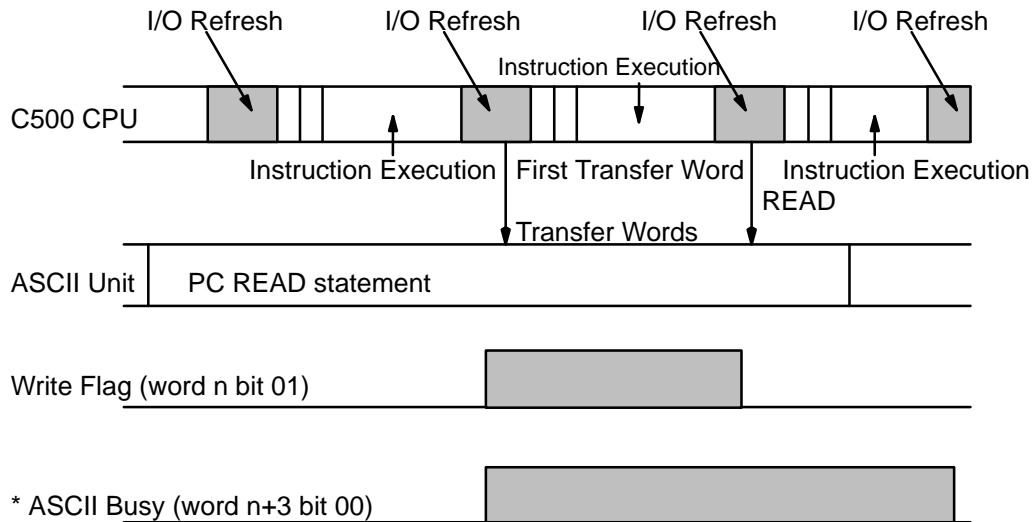 I/O Refresh I/O Refresh I/O Refresh I/O Refresh
Instruction Execution
C500 CPU
Instruction Execution First Transfer Word Instruction Execution
READ
Transfer Words
ASCII Unit PC READ statement
Write Flag (word n bit 01)
* ASCII Busy (word n+3 bit 00)